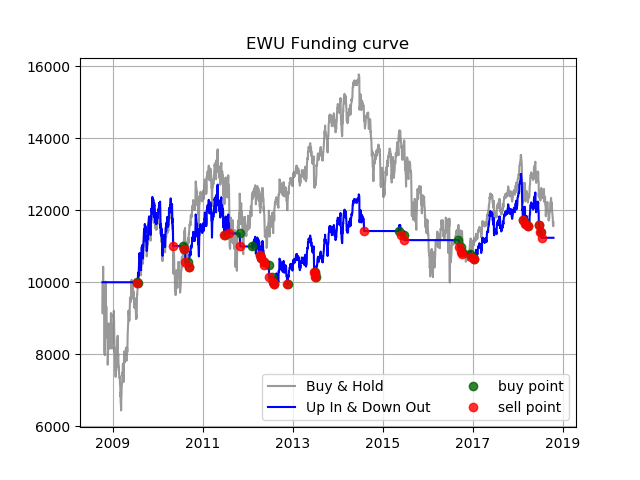 EWU Funding curve
16000
14000
12000
10000
8000
6000
2009 2011 2013 2015 2017 2019
Buy & Hold
Up In & Down Out
buy point
sell point